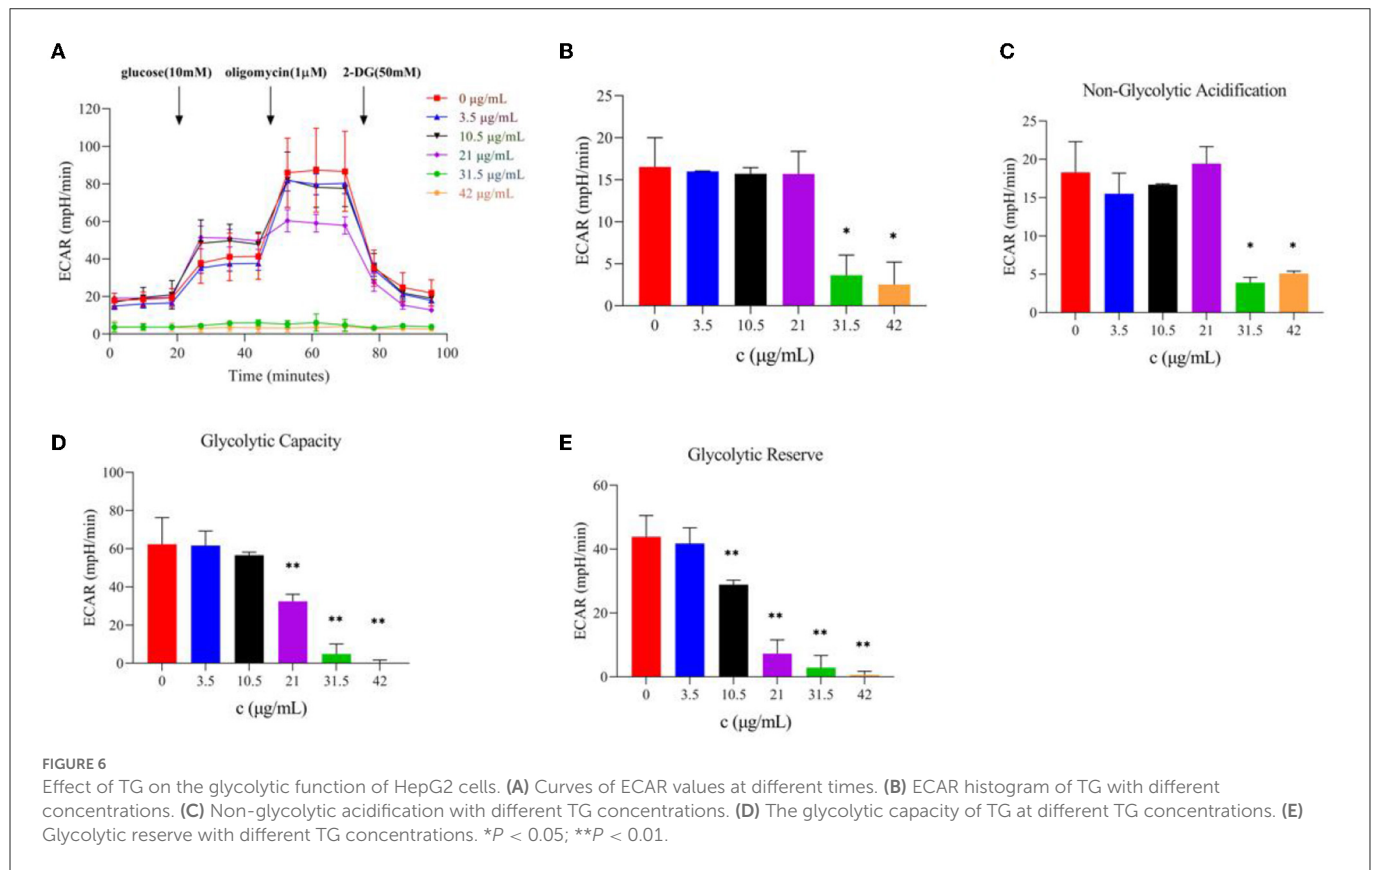 A
glucose(10mM) oligomycin(1μM) 2-DG(50mM)
0 μg/mL
3.5 μg/mL
10.5 μg/mL
21 μg/mL
31.5 μg/mL
42 μg/mL
ECAR (mpH/min)
120
100
80
60
40
20
0
0 20 40 60 80 100
Time (minutes)
B
ECAR (mpH/min)
25
20
15
10
5
0
* *
0 3.5 10.5 21 31.5 42
c (μg/mL)
C
Non-Glycolytic Acidification
ECAR (mpH/min)
25
20
15
10
5
0
* *
0 3.5 10.5 21 31.5 42
c (μg/mL)
D
Glycolytic Capacity
ECAR (mpH/min)
100
80
60
40
20
0
** ** **
0 3.5 10.5 21 31.5 42
c (μg/mL)
E
Glycolytic Reserve
ECAR (mpH/min)
60
40
20
0
** ** ** **
0 3.5 10.5 21 31.5 42
c (μg/mL)
FIGURE 6
Effect of TG on the glycolytic function of HepG2 cells. (A) Curves of ECAR values at different times. (B) ECAR histogram of TG with different
concentrations. (C) Non-glycolytic acidification with different TG concentrations. (D) The glycolytic capacity of TG at different TG concentrations. (E)
Glycolytic reserve with different TG concentrations. *P < 0.05; **P < 0.01.